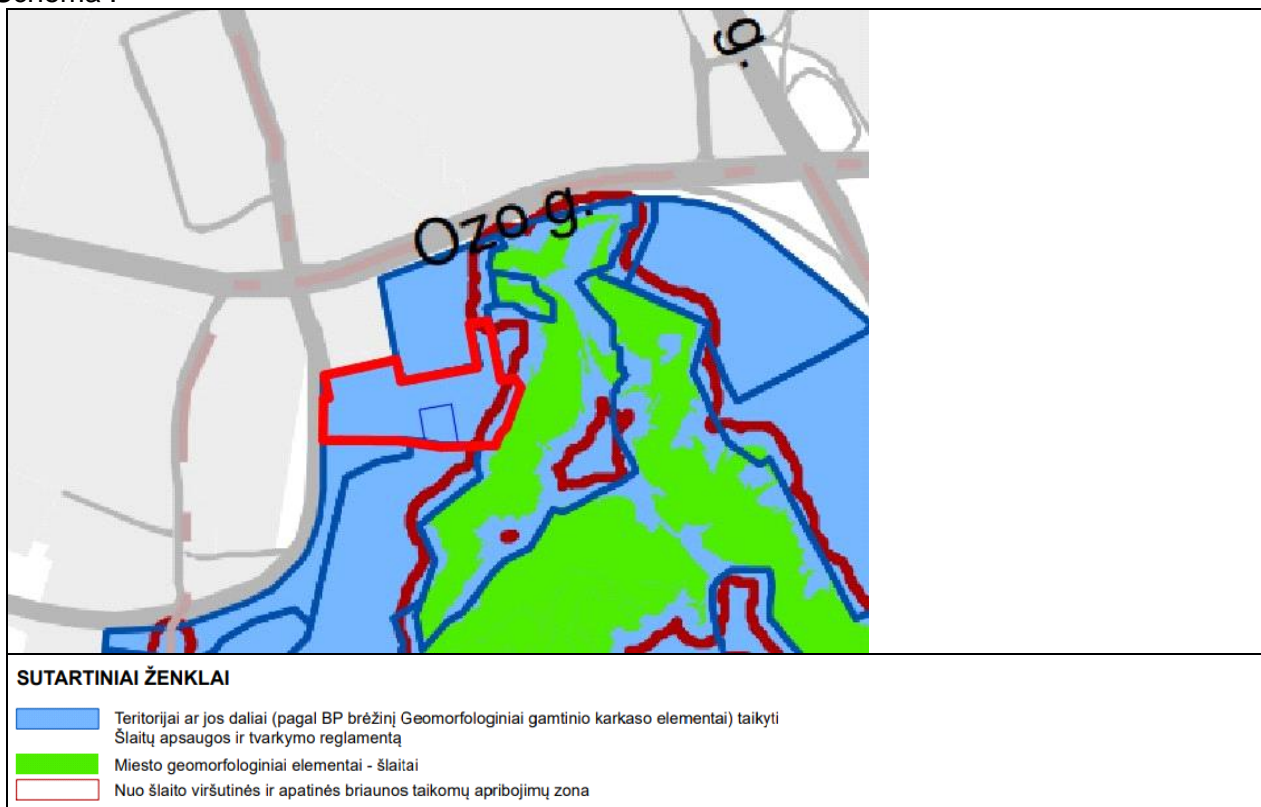 g.
Ozo g.
SUTARTINIAI ŽENKLAI
Teritorijai ar jos daliai (pagal BP brėžinį Geomorfologiniai gamtinio karkaso elementai) taikyti
Šlaitų apsaugos ir tvarkymo reglamentą
Miesto geomorfologiniai elementai - šlaitai
Nuo šlaito viršutinės ir apatinės briaunos taikomų apribojimų zona